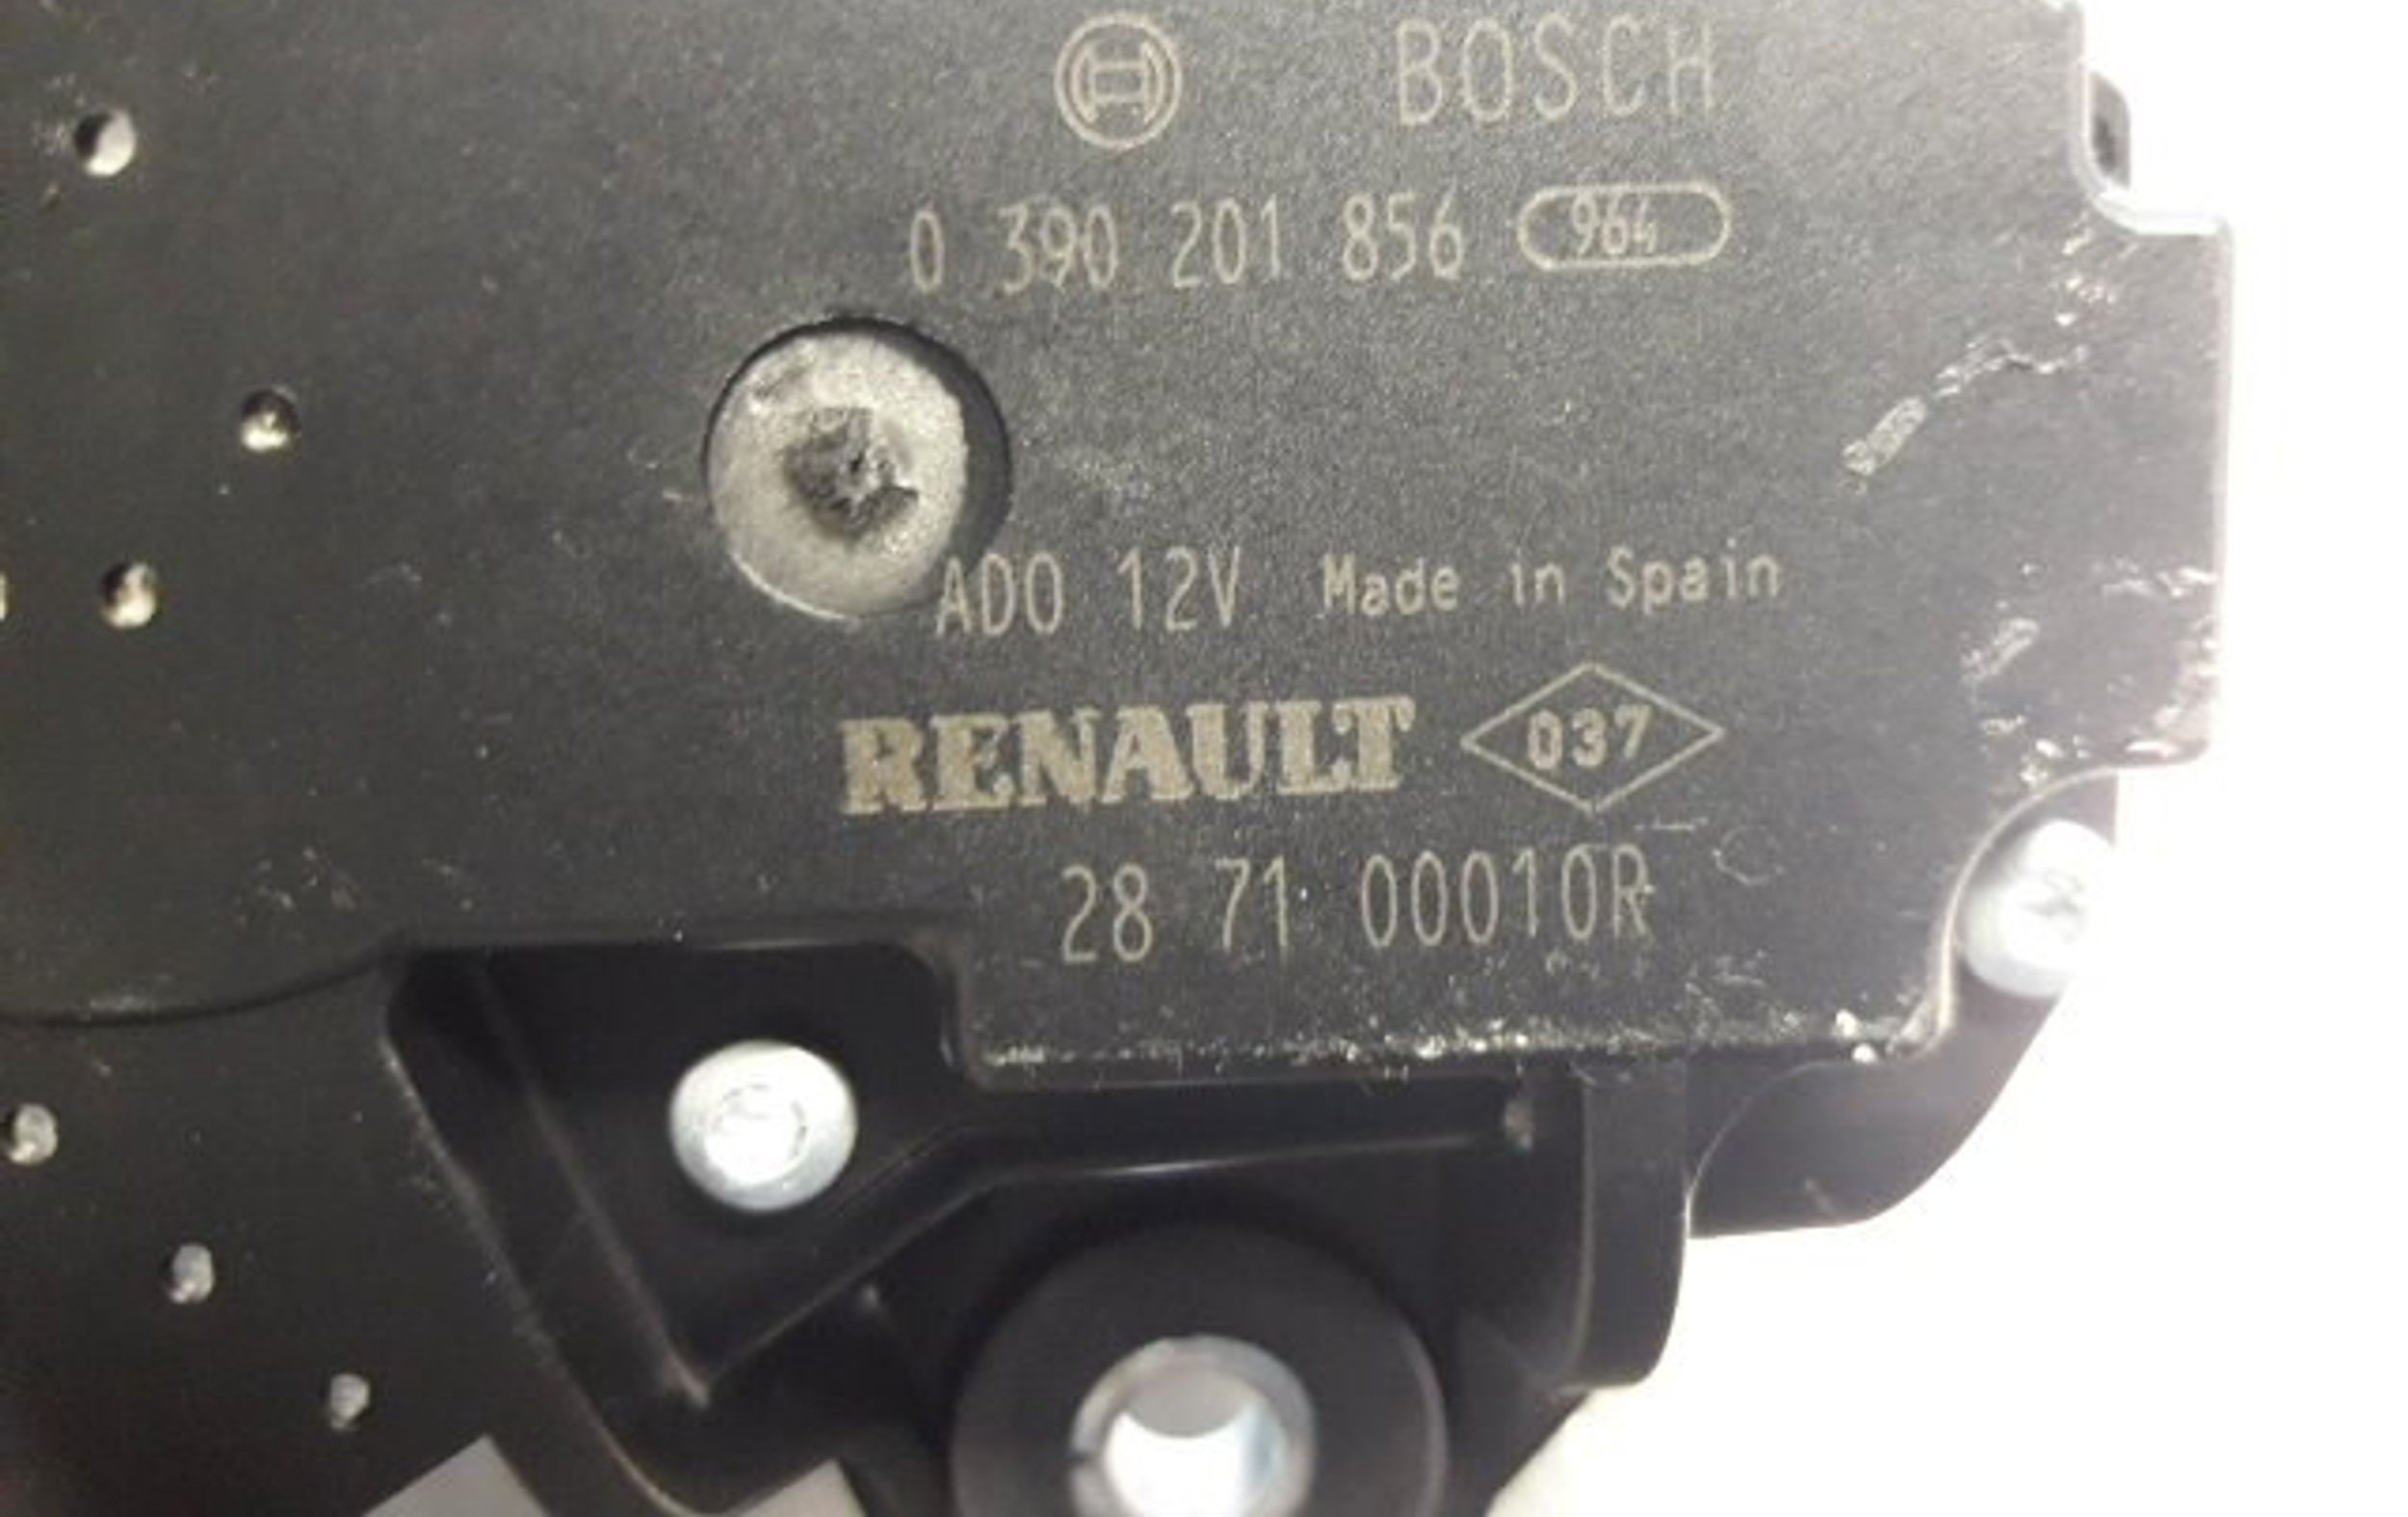 BOSCH
0 390 201 856 964
ADO 12V Made in Spain
RENAULT 037
28 71 00010R